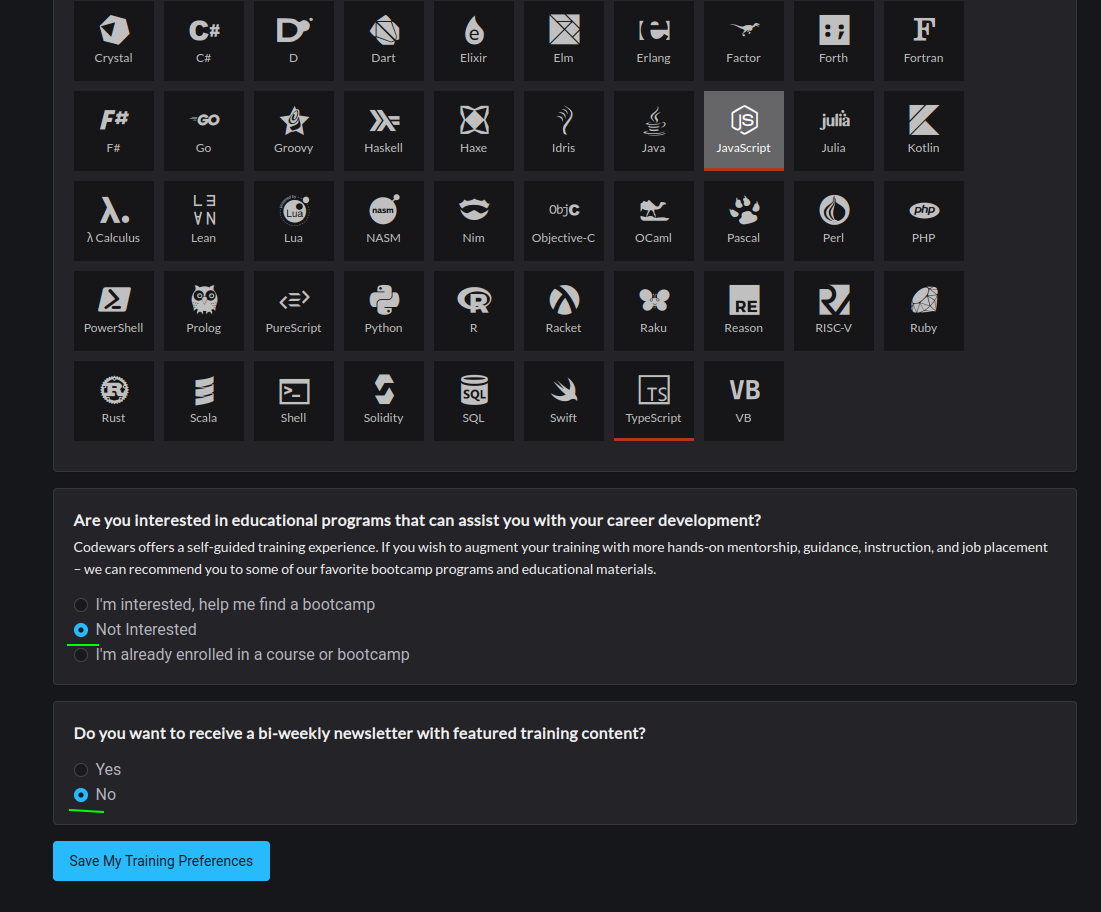 Crystal C# D Dart Elixir Elm Erlang Factor Forth Fortran
F# Go Groovy Haskell Haxe Idris Java JavaScript Julia Kotlin
λ Calculus Lean Lua NASM Nim Objective-C OCaml Pascal Perl PHP
PowerShell Prolog PureScript Python R Racket Raku Reason RISC-V Ruby
Rust Scala Shell Solidity SQL Swift TypeScript VB
Are you interested in educational programs that can assist you with your career development?
Codewars offers a self-guided training experience. If you wish to augment your training with more hands-on mentorship, guidance, instruction, and job placement
– we can recommend you to some of our favorite bootcamp programs and educational materials.
I'm interested, help me find a bootcamp
Not Interested
I'm already enrolled in a course or bootcamp
Do you want to receive a bi-weekly newsletter with featured training content?
Yes
No
Save My Training Preferences